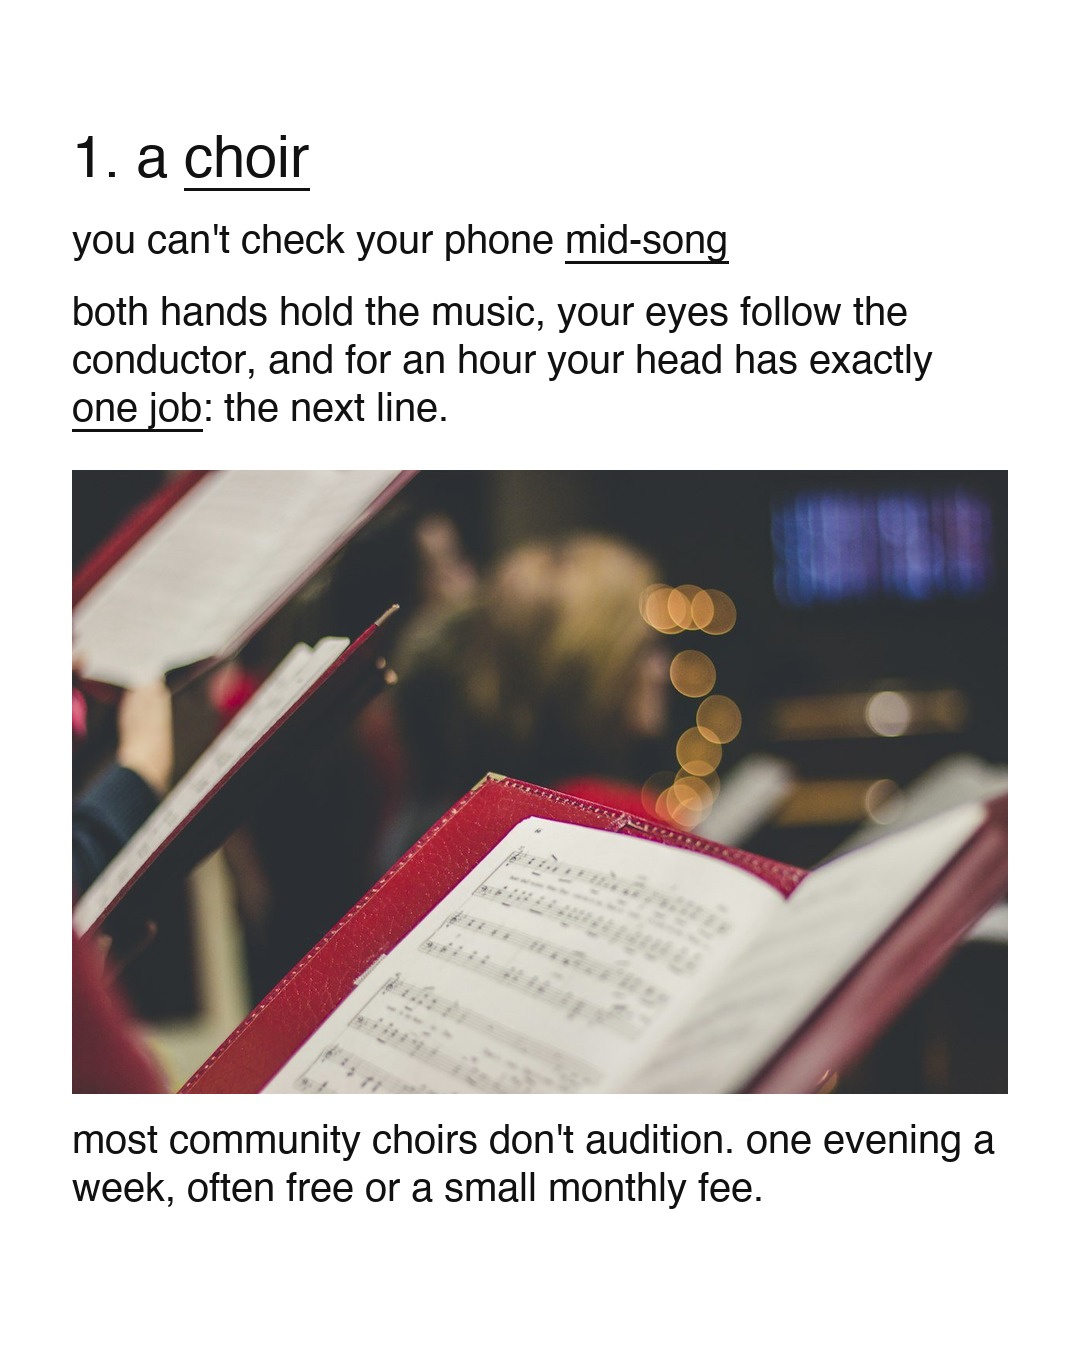 1. a choir
you can't check your phone mid-song
both hands hold the music, your eyes follow the
conductor, and for an hour your head has exactly
one job: the next line.
most community choirs don't audition. one evening a
week, often free or a small monthly fee.